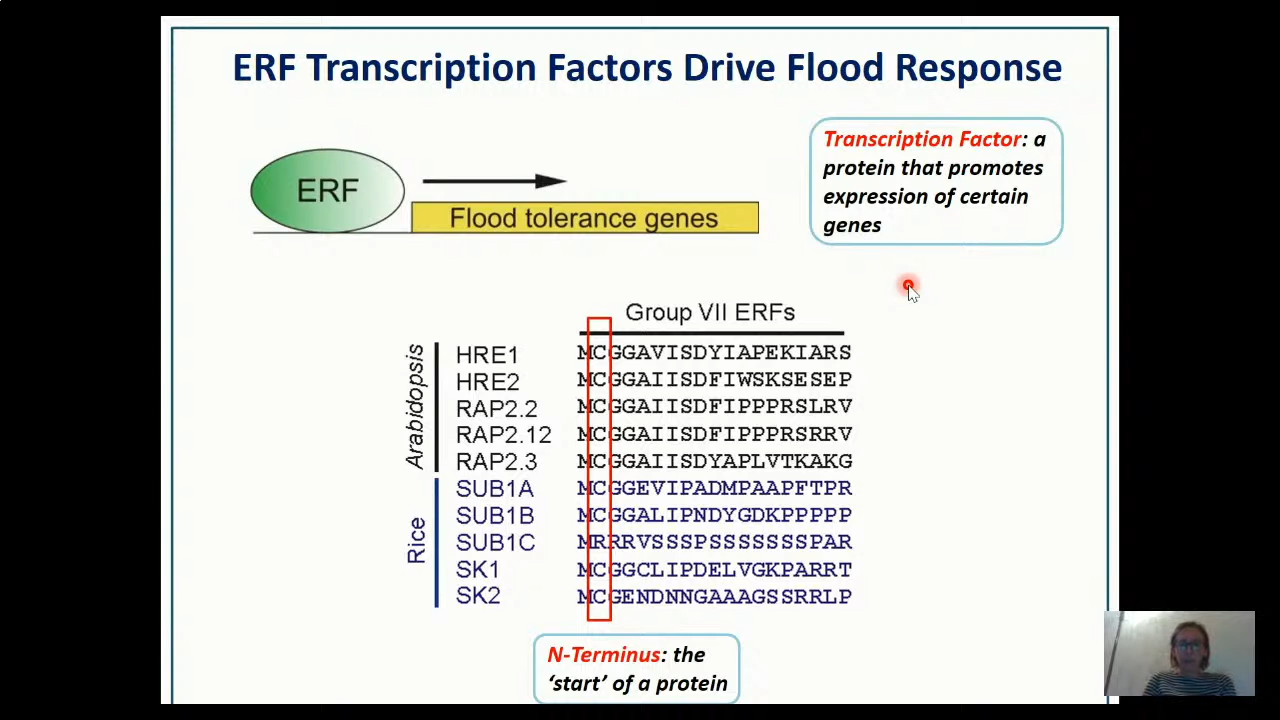 ERF Transcription Factors Drive Flood Response
ERF
Flood tolerance genes
Transcription Factor: a
protein that promotes
expression of certain
genes
Group VII ERFs
Arabidopsis
HRE1 MCGGAVISDYIAPEKIARS
HRE2 MCGGAIISDFIWSKSESEP
RAP2.2 MCGGAIISDFIPPPRSLRV
RAP2.12 MCGGAIISDFIPPPRSRRV
RAP2.3 MCGGAIISDYAPLVTKAKG
Rice
SUB1A MCGGEVIPADMPAAPFTPR
SUB1B MCGGALIPNDYGDKPPPPP
SUB1C MRRRVSSSPSSSSSSSPAR
SK1 MCGGCLIPDELVGKPARRT
SK2 MCGENDNNGAAAGSSRRLP
N-Terminus: the
‘start’ of a protein